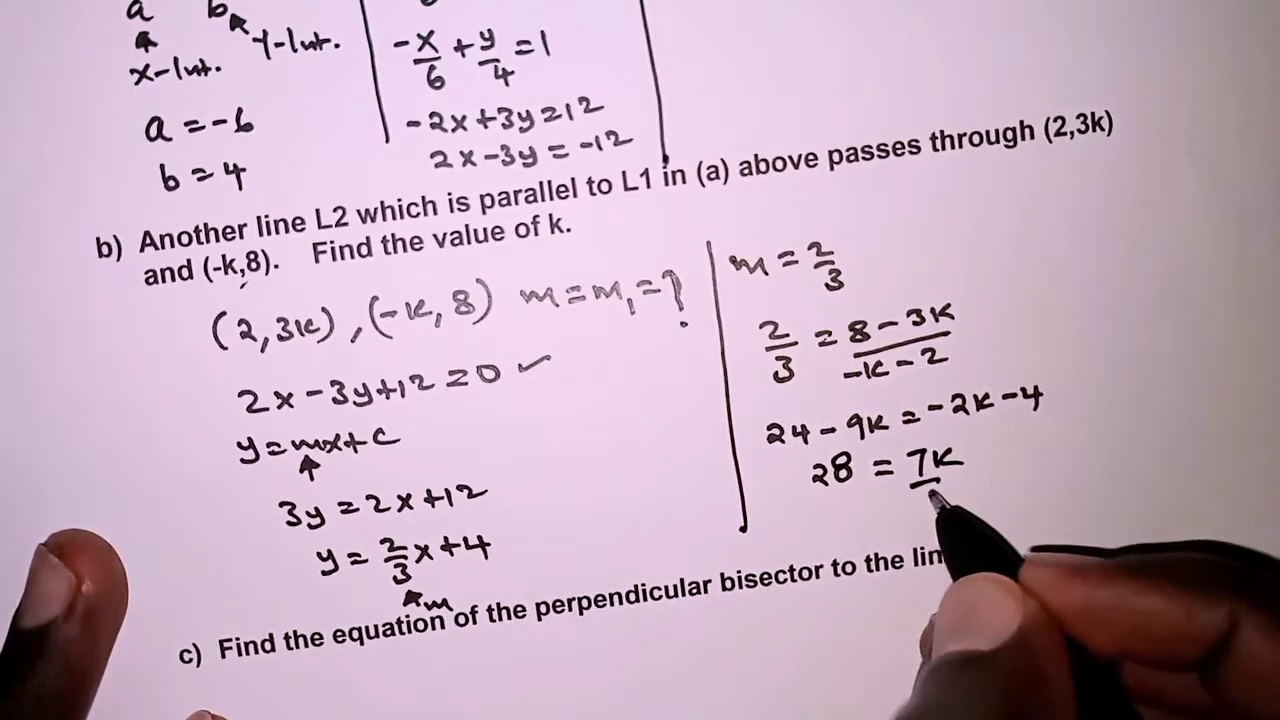 a b
x-Int. Y-Int.
a = -6
b = 4
-x/6 + y/4 = 1
-2x + 3y = 12
2x - 3y = -12
b) Another line L2 which is parallel to L1 in (a) above passes through (2,3k)
and (-k,8). Find the value of k.
(2, 3k), (-k, 8) m = m₁ = ?
2x - 3y + 12 = 0 ✓
y = mx + c
3y = 2x + 12
y = 2/3 x + 4
m
m = 2/3
2/3 = 8 - 3k / -k - 2
24 - 9k = -2k - 4
28 = 7k
c) Find the equation of the perpendicular bisector to the